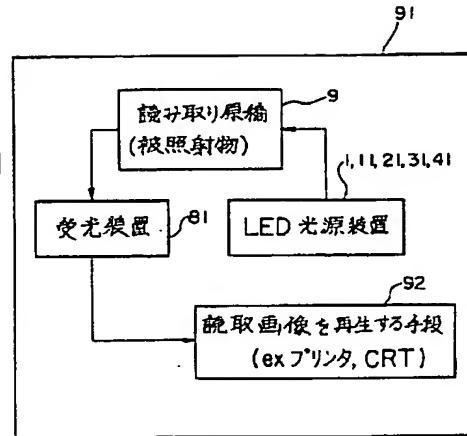 91
9
読み取り原稿
(被照射物)
1,11,21,31,41
受光装置
81
LED光源装置
92
読取画像を再生する手段
(exプリンタ,CRT)